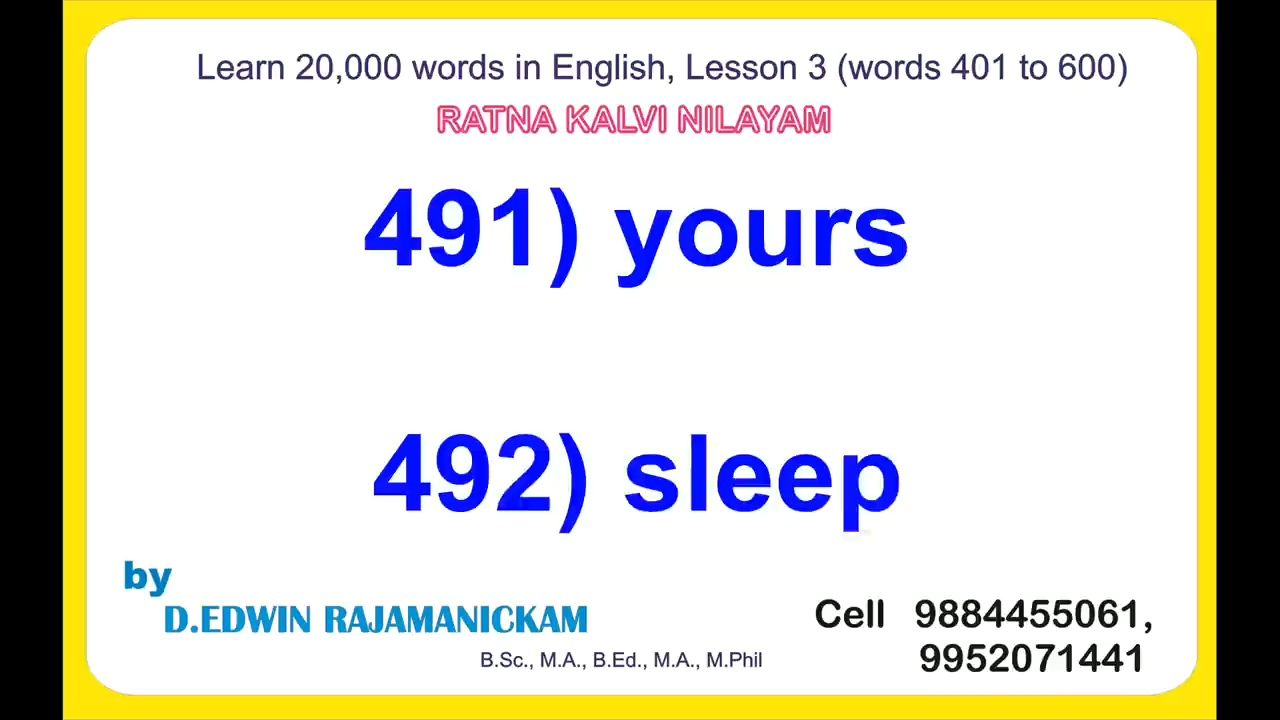 Learn 20,000 words in English, Lesson 3 (words 401 to 600)
RATNA KALVI NILAYAM
491) yours
492) sleep
by
D.EDWIN RAJAMANICKAM
B.Sc., M.A., B.Ed., M.A., M.Phil
Cell 9884455061,
9952071441